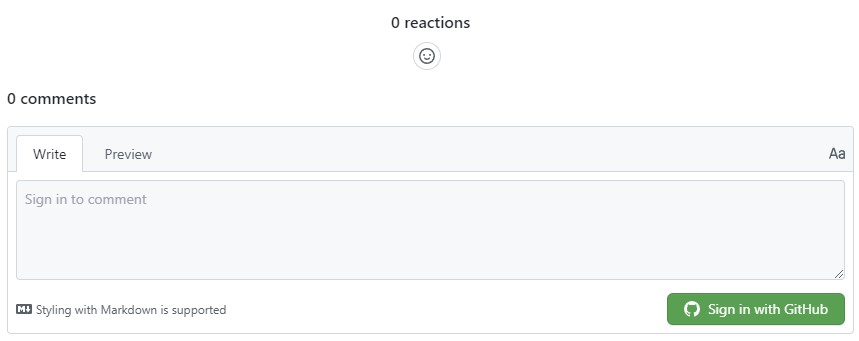 0 reactions
0 comments
Write Preview Aa
Sign in to comment
Styling with Markdown is supported Sign in with GitHub